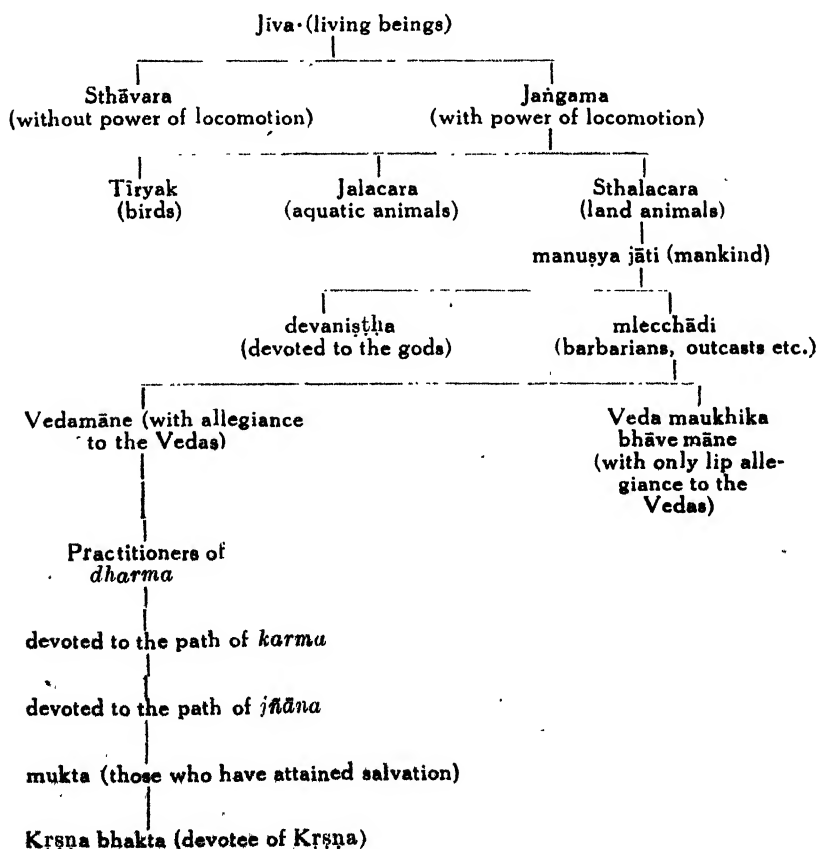 Jīva (living beings)
Sthāvara
(without power of locomotion)
Jaṅgama
(with power of locomotion)
Tīryak
(birds)
Jalacara
(aquatic animals)
Sthalacara
(land animals)
manuṣya jāti (mankind)
devaniṣṭha
(devoted to the gods)
mlecchādi
(barbarians, outcasts etc.)
Vedamāne (with allegiance
to the Vedas)
Veda maukhika
bhāve māne
(with only lip alle-
giance to the
Vedas)
Practitioners of
dharma
devoted to the path of karma
devoted to the path of jñāna
mukta (those who have attained salvation)
Kṛṣṇa bhakta (devotee of Kṛṣṇa)